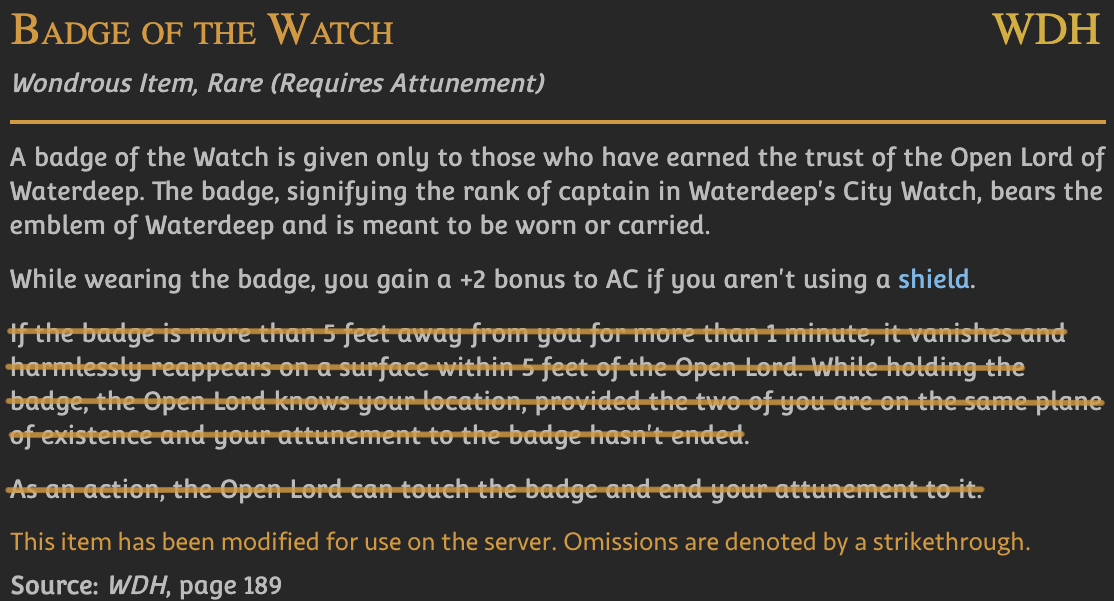 Badge of the Watch WDH
Wondrous Item, Rare (Requires Attunement)
A badge of the Watch is given only to those who have earned the trust of the Open Lord of
Waterdeep. The badge, signifying the rank of captain in Waterdeep's City Watch, bears the
emblem of Waterdeep and is meant to be worn or carried.
While wearing the badge, you gain a +2 bonus to AC if you aren't using a shield.
If the badge is more than 5 feet away from you for more than 1 minute, it vanishes and
harmlessly reappears on a surface within 5 feet of the Open Lord. While holding the
badge, the Open Lord knows your location, provided the two of you are on the same plane
of existence and your attunement to the badge hasn't ended.
As an action, the Open Lord can touch the badge and end your attunement to it.
This item has been modified for use on the server. Omissions are denoted by a strikethrough.
Source: WDH, page 189